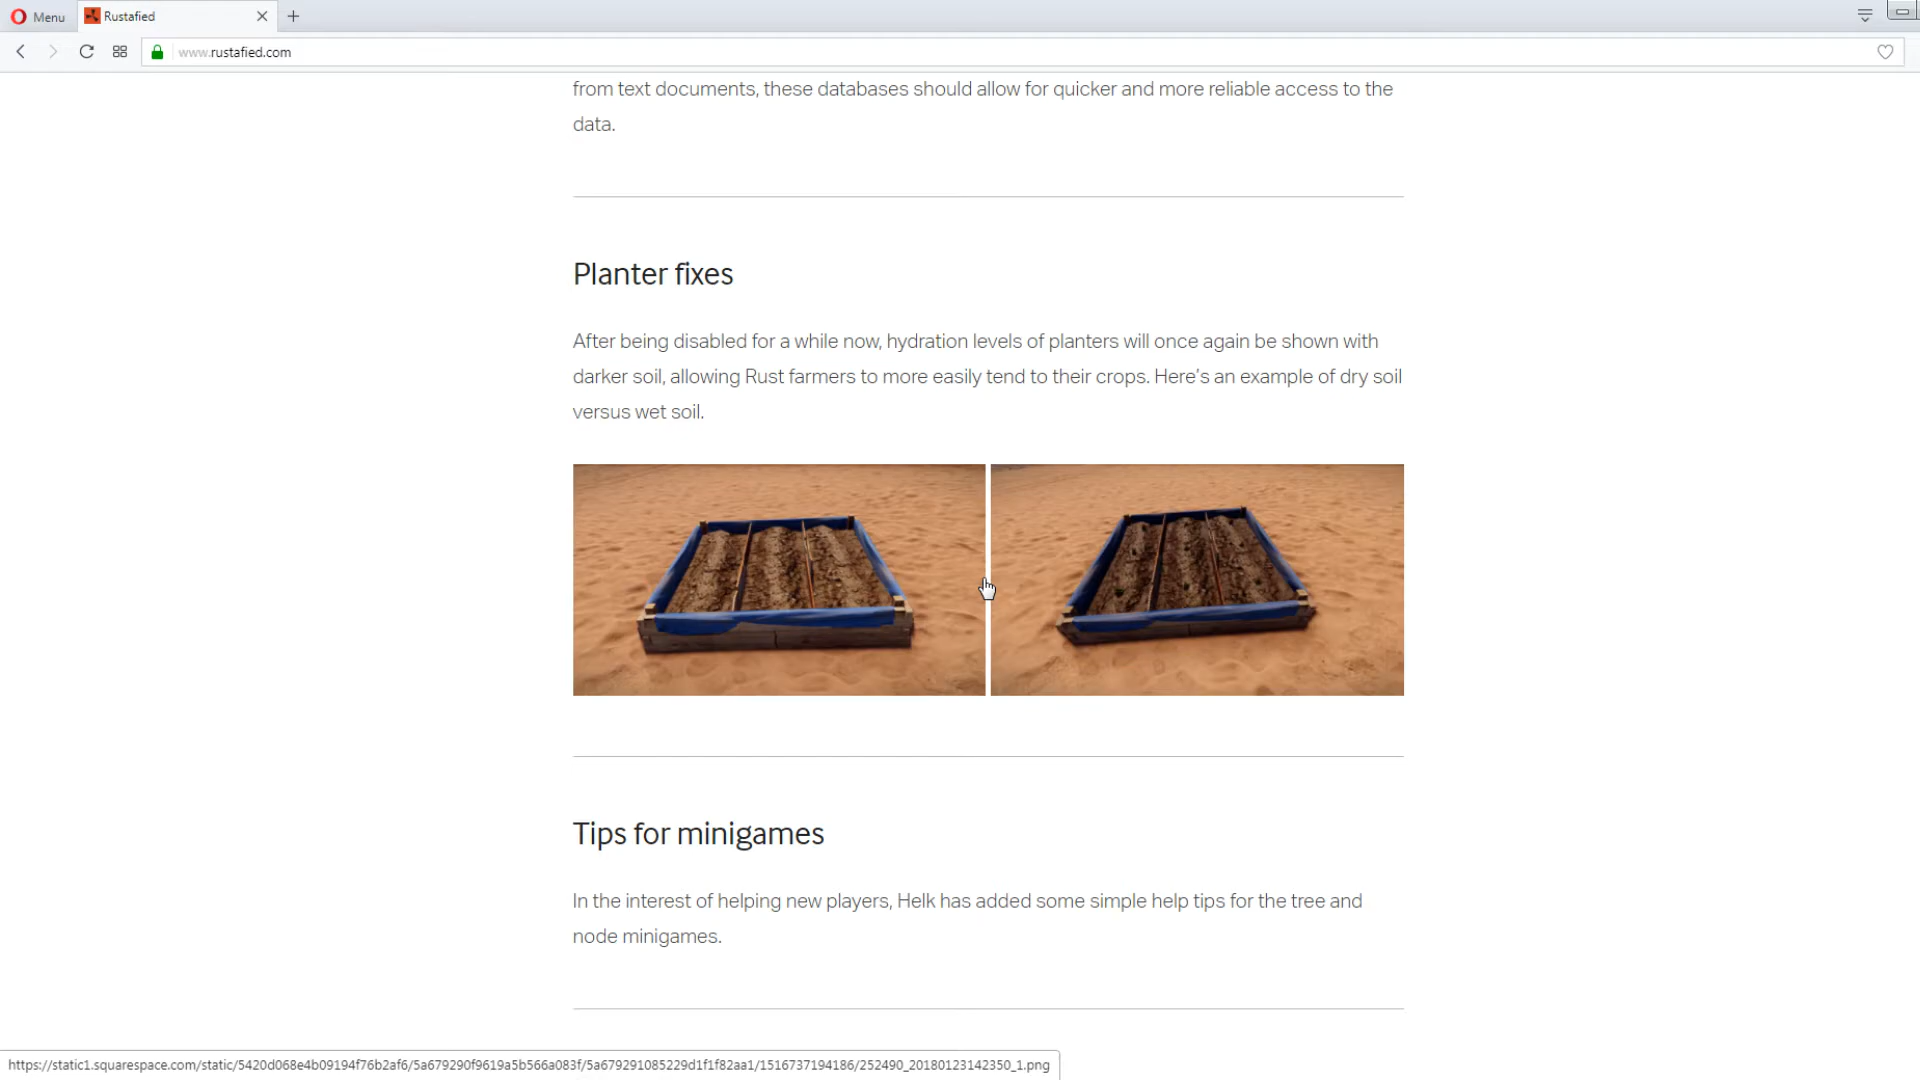 Menu
Rustafied
www.rustafied.com
from text documents, these databases should allow for quicker and more reliable access to the
data.
Planter fixes
After being disabled for a while now, hydration levels of planters will once again be shown with
darker soil, allowing Rust farmers to more easily tend to their crops. Here's an example of dry soil
versus wet soil.
Tips for minigames
In the interest of helping new players, Helk has added some simple help tips for the tree and
node minigames.
https://static1.squarespace.com/static/5420d068e4b09194f76b2af6/5a679290f9619a5b566a083f/5a679291085229d1f1f82aa1/1516737194186/252490_20180123142350_1.png